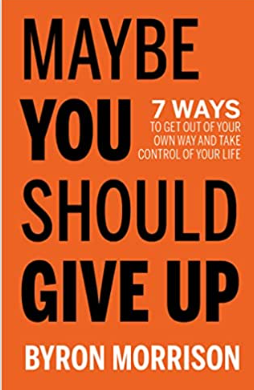 MAYBE
YOU
7 WAYS
TO GET OUT OF YOUR
OWN WAY AND TAKE
CONTROL OF YOUR LIFE
SHOULD
GIVE UP
BYRON MORRISON